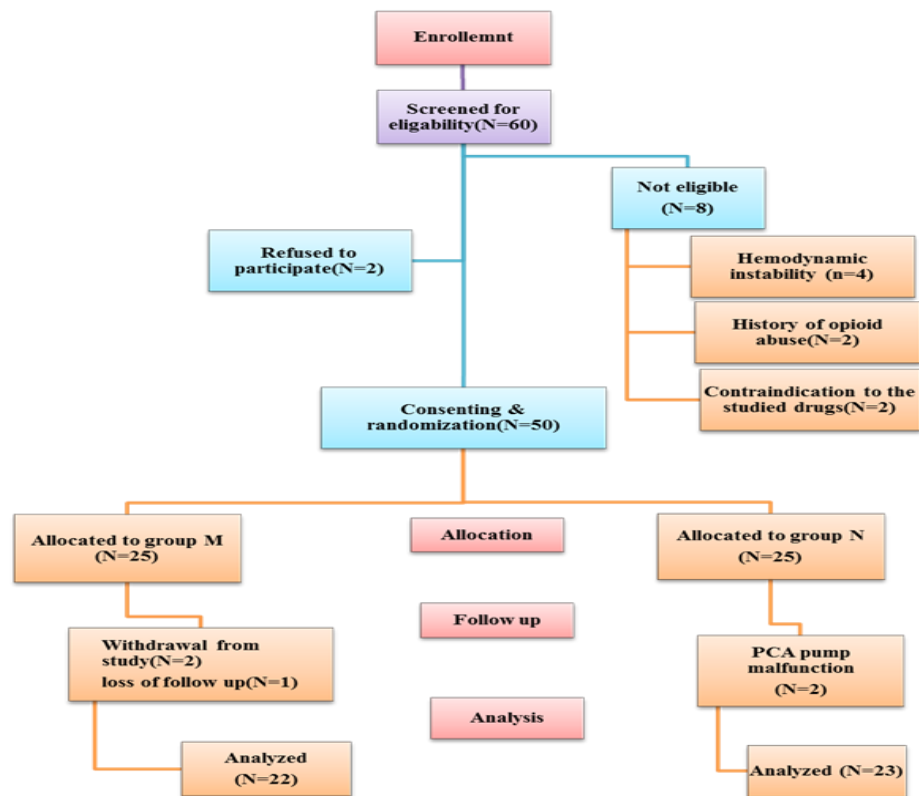 Enrollemnt
Screened for
eligability(N=60)
Not eligible
(N=8)
Refused to
participate(N=2)
Hemodynamic
instability (n=4)
History of opioid
abuse(N=2)
Contraindication to the
studied drugs(N=2)
Consenting &
randomization(N=50)
Allocated to group M
(N=25)
Allocation
Allocated to group N
(N=25)
Withdrawal from
study(N=2)
loss of follow up(N=1)
Follow up
PCA pump
malfunction
(N=2)
Analysis
Analyzed
(N=22)
Analyzed (N=23)